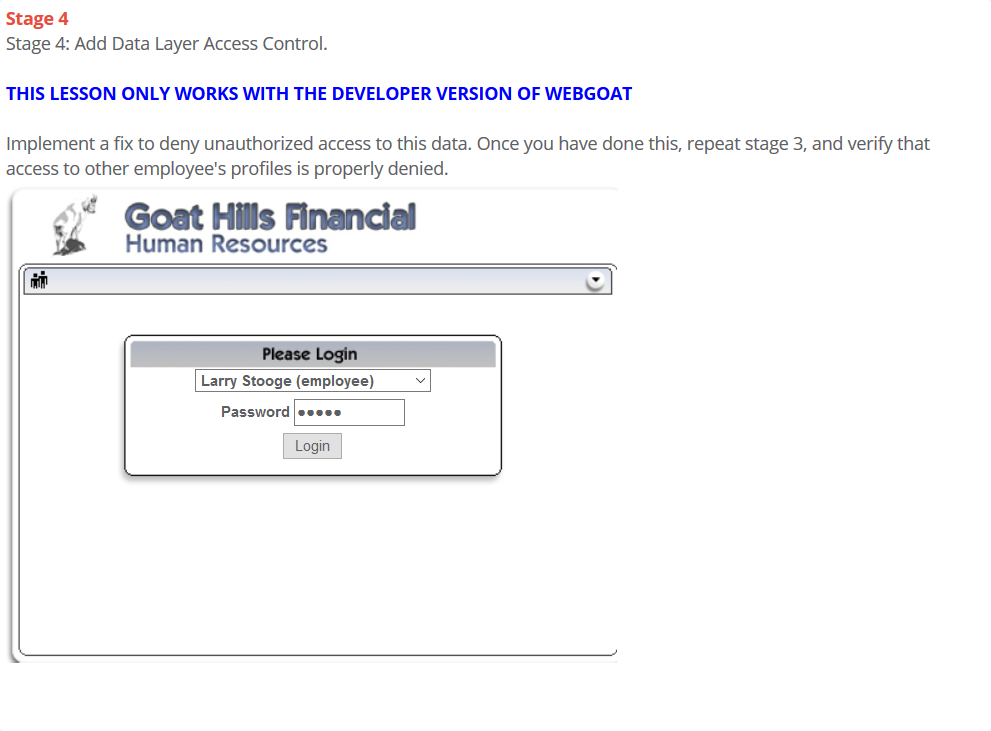 Stage 4
Stage 4: Add Data Layer Access Control.
THIS LESSON ONLY WORKS WITH THE DEVELOPER VERSION OF WEBGOAT
Implement a fix to deny unauthorized access to this data. Once you have done this, repeat stage 3, and verify that
access to other employee's profiles is properly denied.
Goat Hills Financial
Human Resources
Please Login
Larry Stooge (employee)
Password
Login